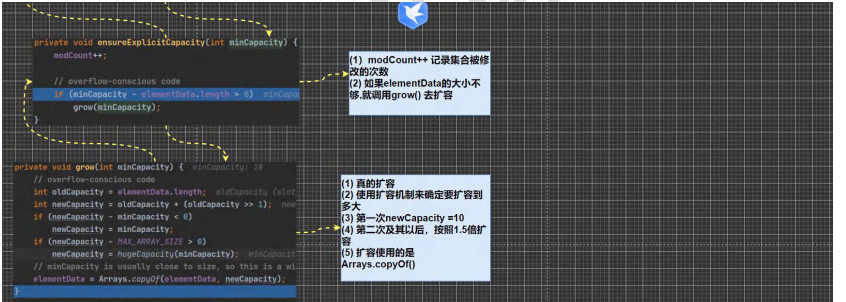 private void ensureExplicitCapacity(int minCapacity) {
modCount++;
// overflow-conscious code
if (minCapacity - elementData.length > 0) minCapa
grow(minCapacity);
}
(1）modCount++ 记录集合被修
改的次数
(2) 如果elementData的大小不
够,就调用grow() 去扩容
private void grow(int minCapacity) { minCapacity: 10
// overflow-conscious code
int oldCapacity = elementData.length; oldCapacity (slot
int newCapacity = oldCapacity + (oldCapacity >> 1); new
if (newCapacity - minCapacity < 0)
newCapacity = minCapacity;
if (newCapacity - MAX_ARRAY_SIZE > 0)
newCapacity = hugeCapacity(minCapacity); minCapacit
// minCapacity is usually close to size, so this is a wi
elementData = Arrays.copyOf(elementData, newCapacity);
}
(1) 真的扩容
(2) 使用扩容机制来确定要扩容到
多大
(3) 第一次newCapacity =10
(4) 第二次及其以后，按照1.5倍扩
容
(5) 扩容使用的是
Arrays.copyOf()